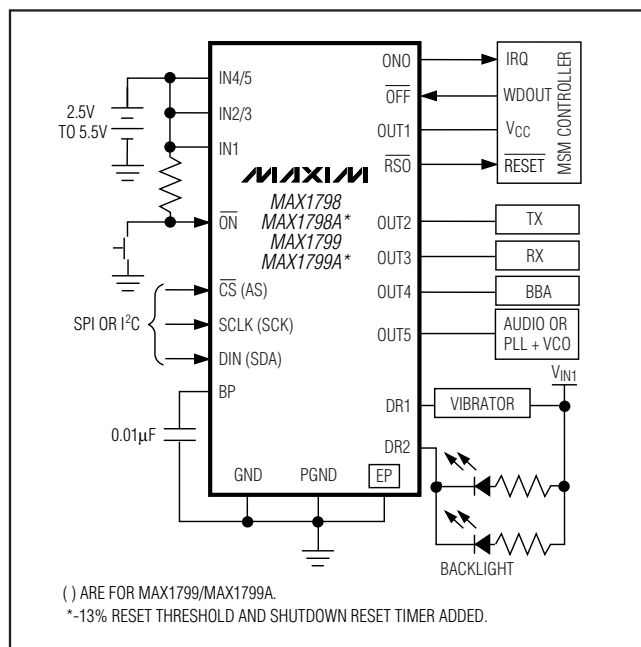 IN4/5
IN2/3
IN1
2.5V
TO 5.5V
ON
CS (AS)
SCLK (SCK)
DIN (SDA)
SPI OR I²C
BP
0.01μF
MAXIM
MAX1798
MAX1798A*
MAX1799
MAX1799A*
GND
PGND
EP
ONO
OFF
OUT1
RSO
OUT2
OUT3
OUT4
OUT5
DR1
DR2
IRQ
WDOUT
VCC
RESET
MSM CONTROLLER
TX
RX
BBA
AUDIO OR
PLL + VCO
VIN1
VIBRATOR
BACKLIGHT
( ) ARE FOR MAX1799/MAX1799A.
*-13% RESET THRESHOLD AND SHUTDOWN RESET TIMER ADDED.